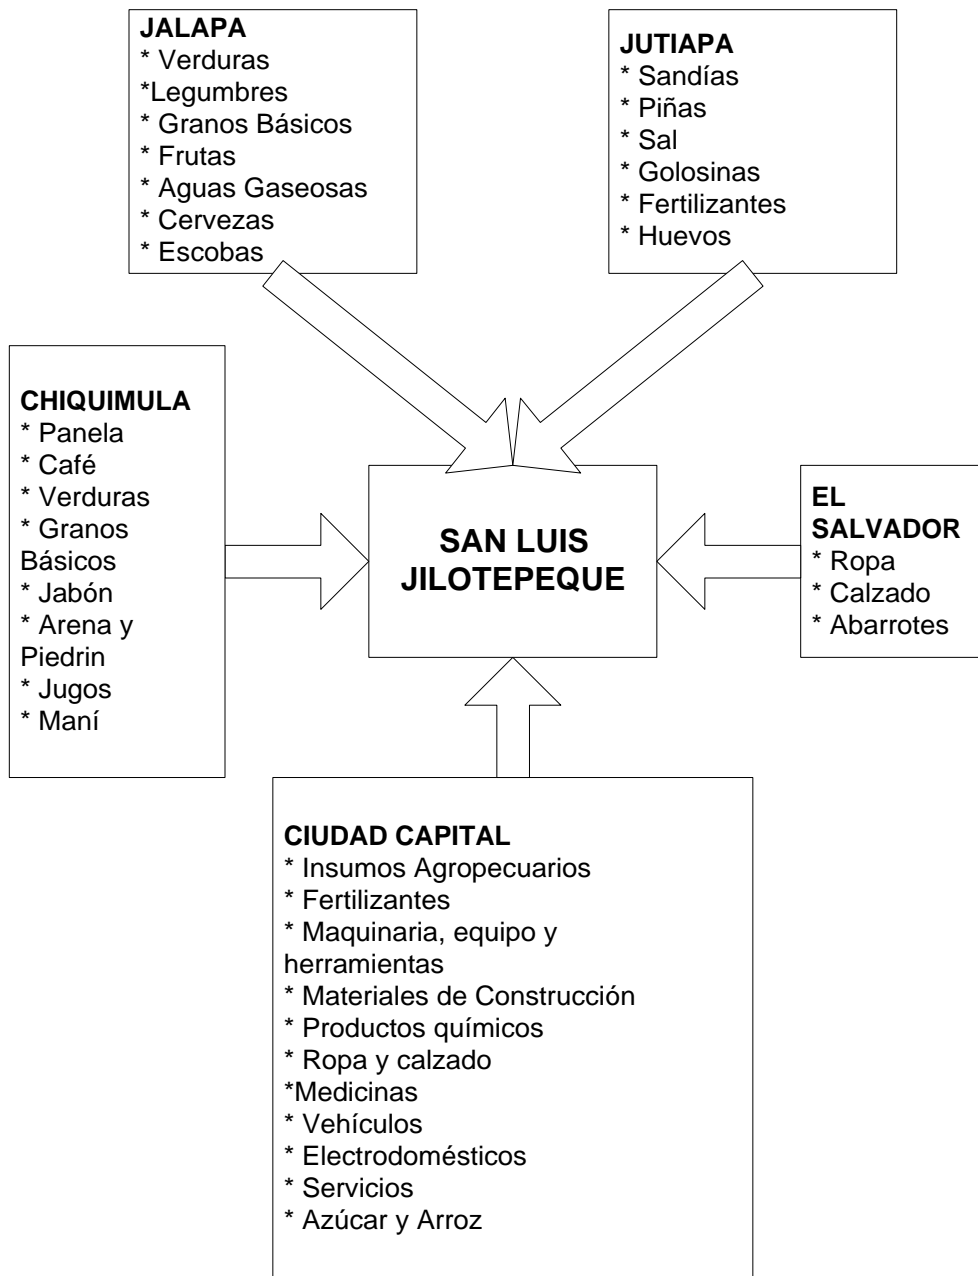 JALAPA
* Verduras
*Legumbres
* Granos Básicos
* Frutas
* Aguas Gaseosas
* Cervezas
* Escobas
JUTIAPA
* Sandías
* Piñas
* Sal
* Golosinas
* Fertilizantes
* Huevos
CHIQUIMULA
* Panela
* Café
* Verduras
* Granos
Básicos
* Jabón
* Arena y
Piedrin
* Jugos
* Maní
SAN LUIS
JILOTEPEQUE
EL
SALVADOR
* Ropa
* Calzado
* Abarrotes
CIUDAD CAPITAL
* Insumos Agropecuarios
* Fertilizantes
* Maquinaria, equipo y
herramientas
* Materiales de Construcción
* Productos químicos
* Ropa y calzado
*Medicinas
* Vehículos
* Electrodomésticos
* Servicios
* Azúcar y Arroz